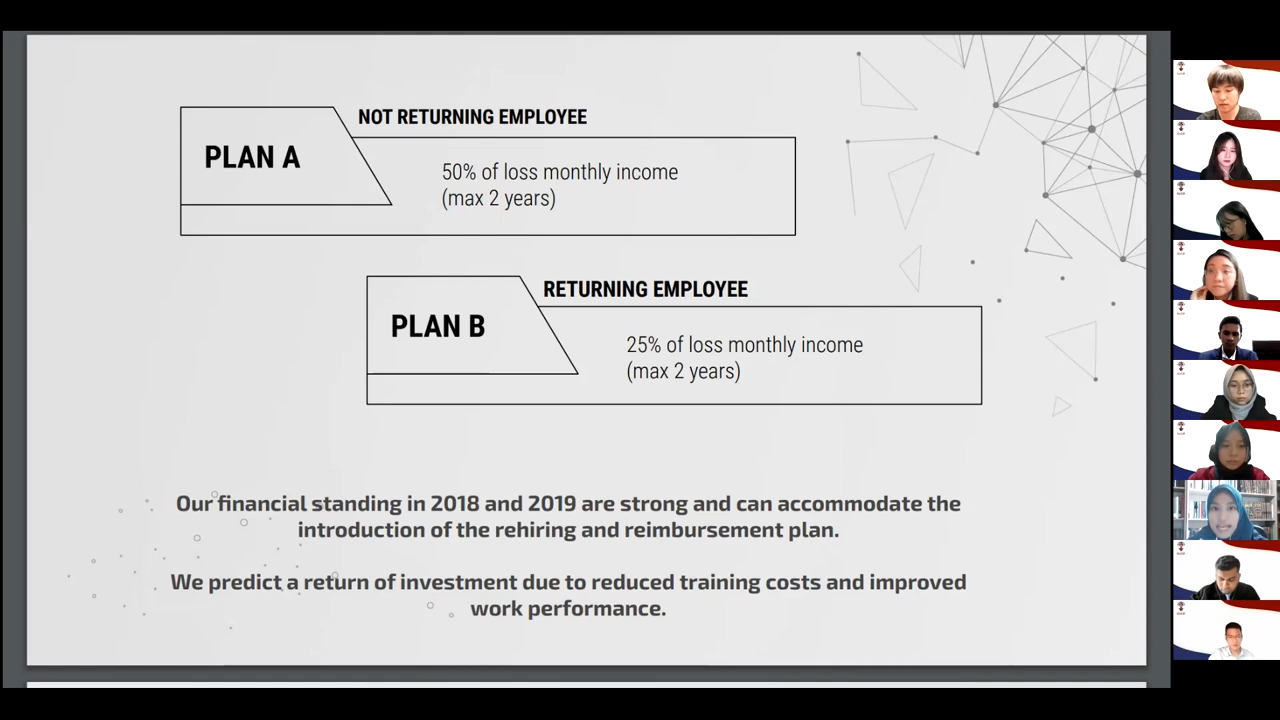 NOT RETURNING EMPLOYEE
PLAN A
50% of loss monthly income
(max 2 years)
RETURNING EMPLOYEE
PLAN B
25% of loss monthly income
(max 2 years)
Our financial standing in 2018 and 2019 are strong and can accommodate the
introduction of the rehiring and reimbursement plan.
We predict a return of investment due to reduced training costs and improved
work performance.